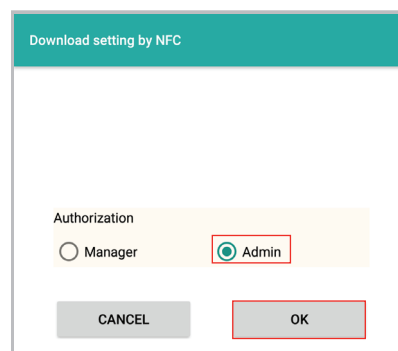 Download setting by NFC
Authorization
Manager Admin
CANCEL OK